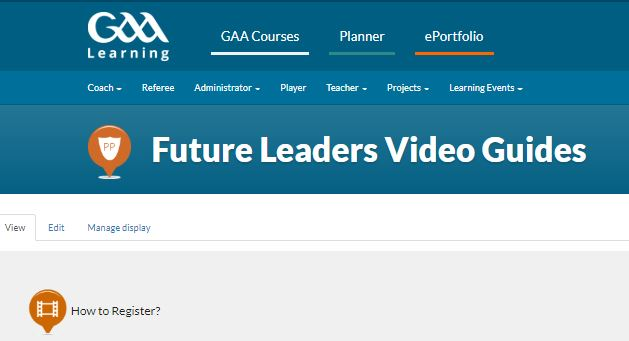 GAA
Learning
GAA Courses Planner ePortfolio
Coach Referee Administrator Player Teacher Projects Learning Events
PP
Future Leaders Video Guides
View Edit Manage display
How to Register?